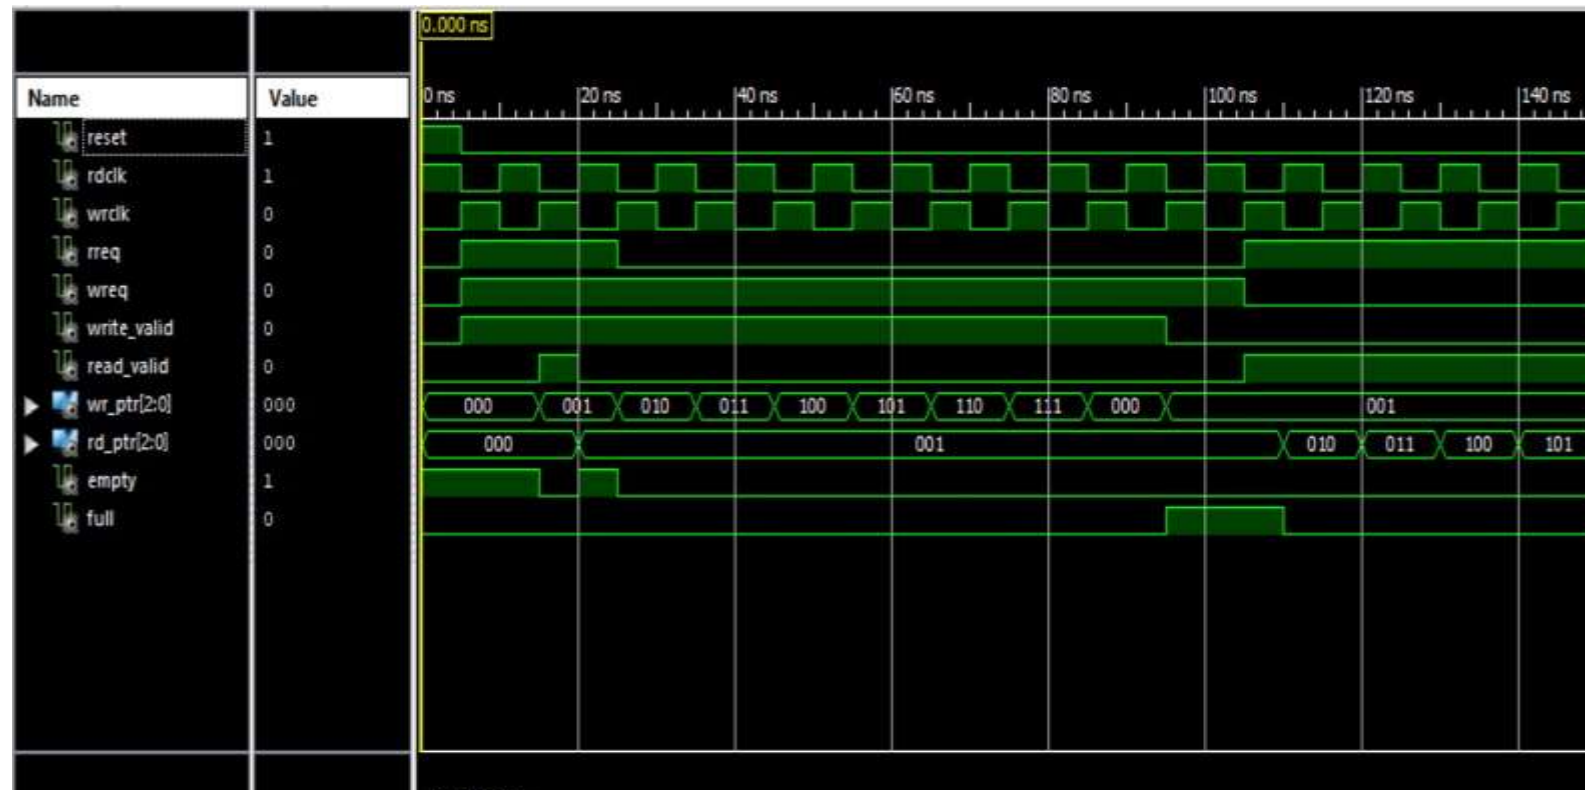 0.000 ns
Name Value 0 ns 20 ns 40 ns 60 ns 80 ns 100 ns 120 ns 140 ns
reset 1
rdclk 1
wrclk 0
rreq 0
wreq 0
write_valid 0
read_valid 0
wr_ptr[2:0] 000 000 001 010 011 100 101 110 111 000 001
rd_ptr[2:0] 000 000 001 010 011 100 101
empty 1
full 0